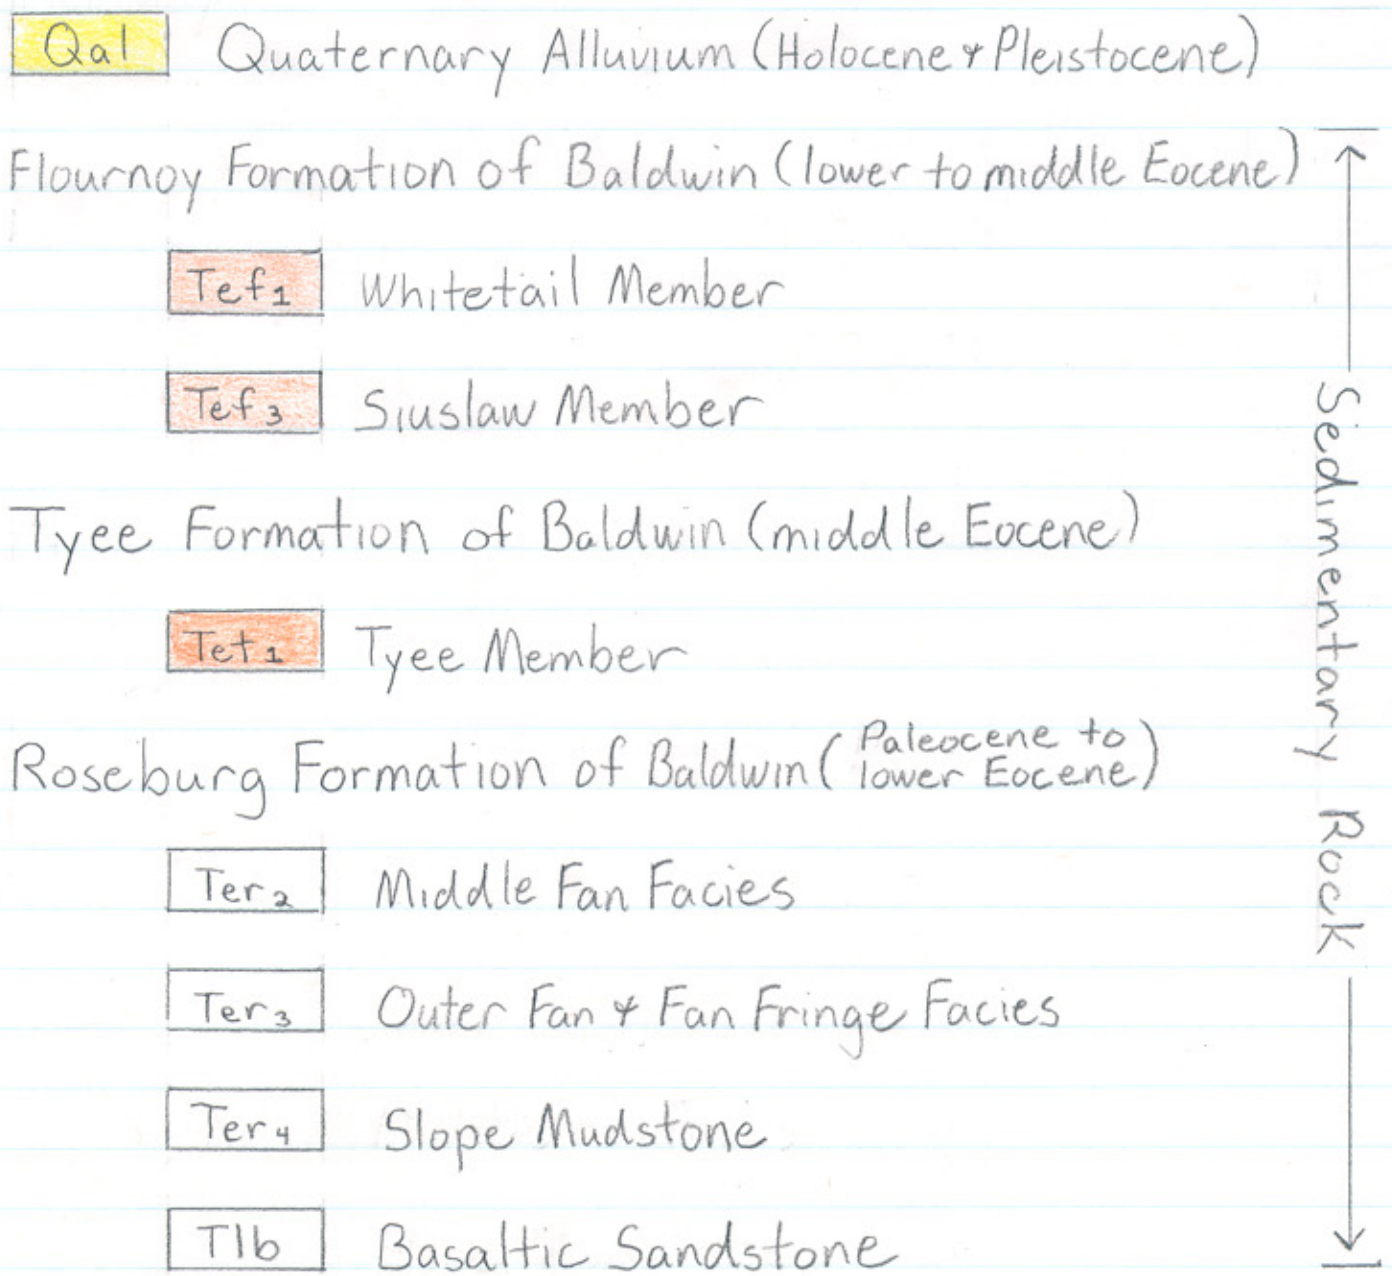 Qal Quaternary Alluvium (Holocene & Pleistocene)
Flournoy Formation of Baldwin (lower to middle Eocene)
Tef1 Whitetail Member
Tef3 Siuslaw Member
Tyee Formation of Baldwin (middle Eocene)
Tet1 Tyee Member
Roseburg Formation of Baldwin (Paleocene to
lower Eocene)
Ter2 Middle Fan Facies
Ter3 Outer Fan & Fan Fringe Facies
Ter4 Slope Mudstone
Tlb Basaltic Sandstone
Sedimentary Rock